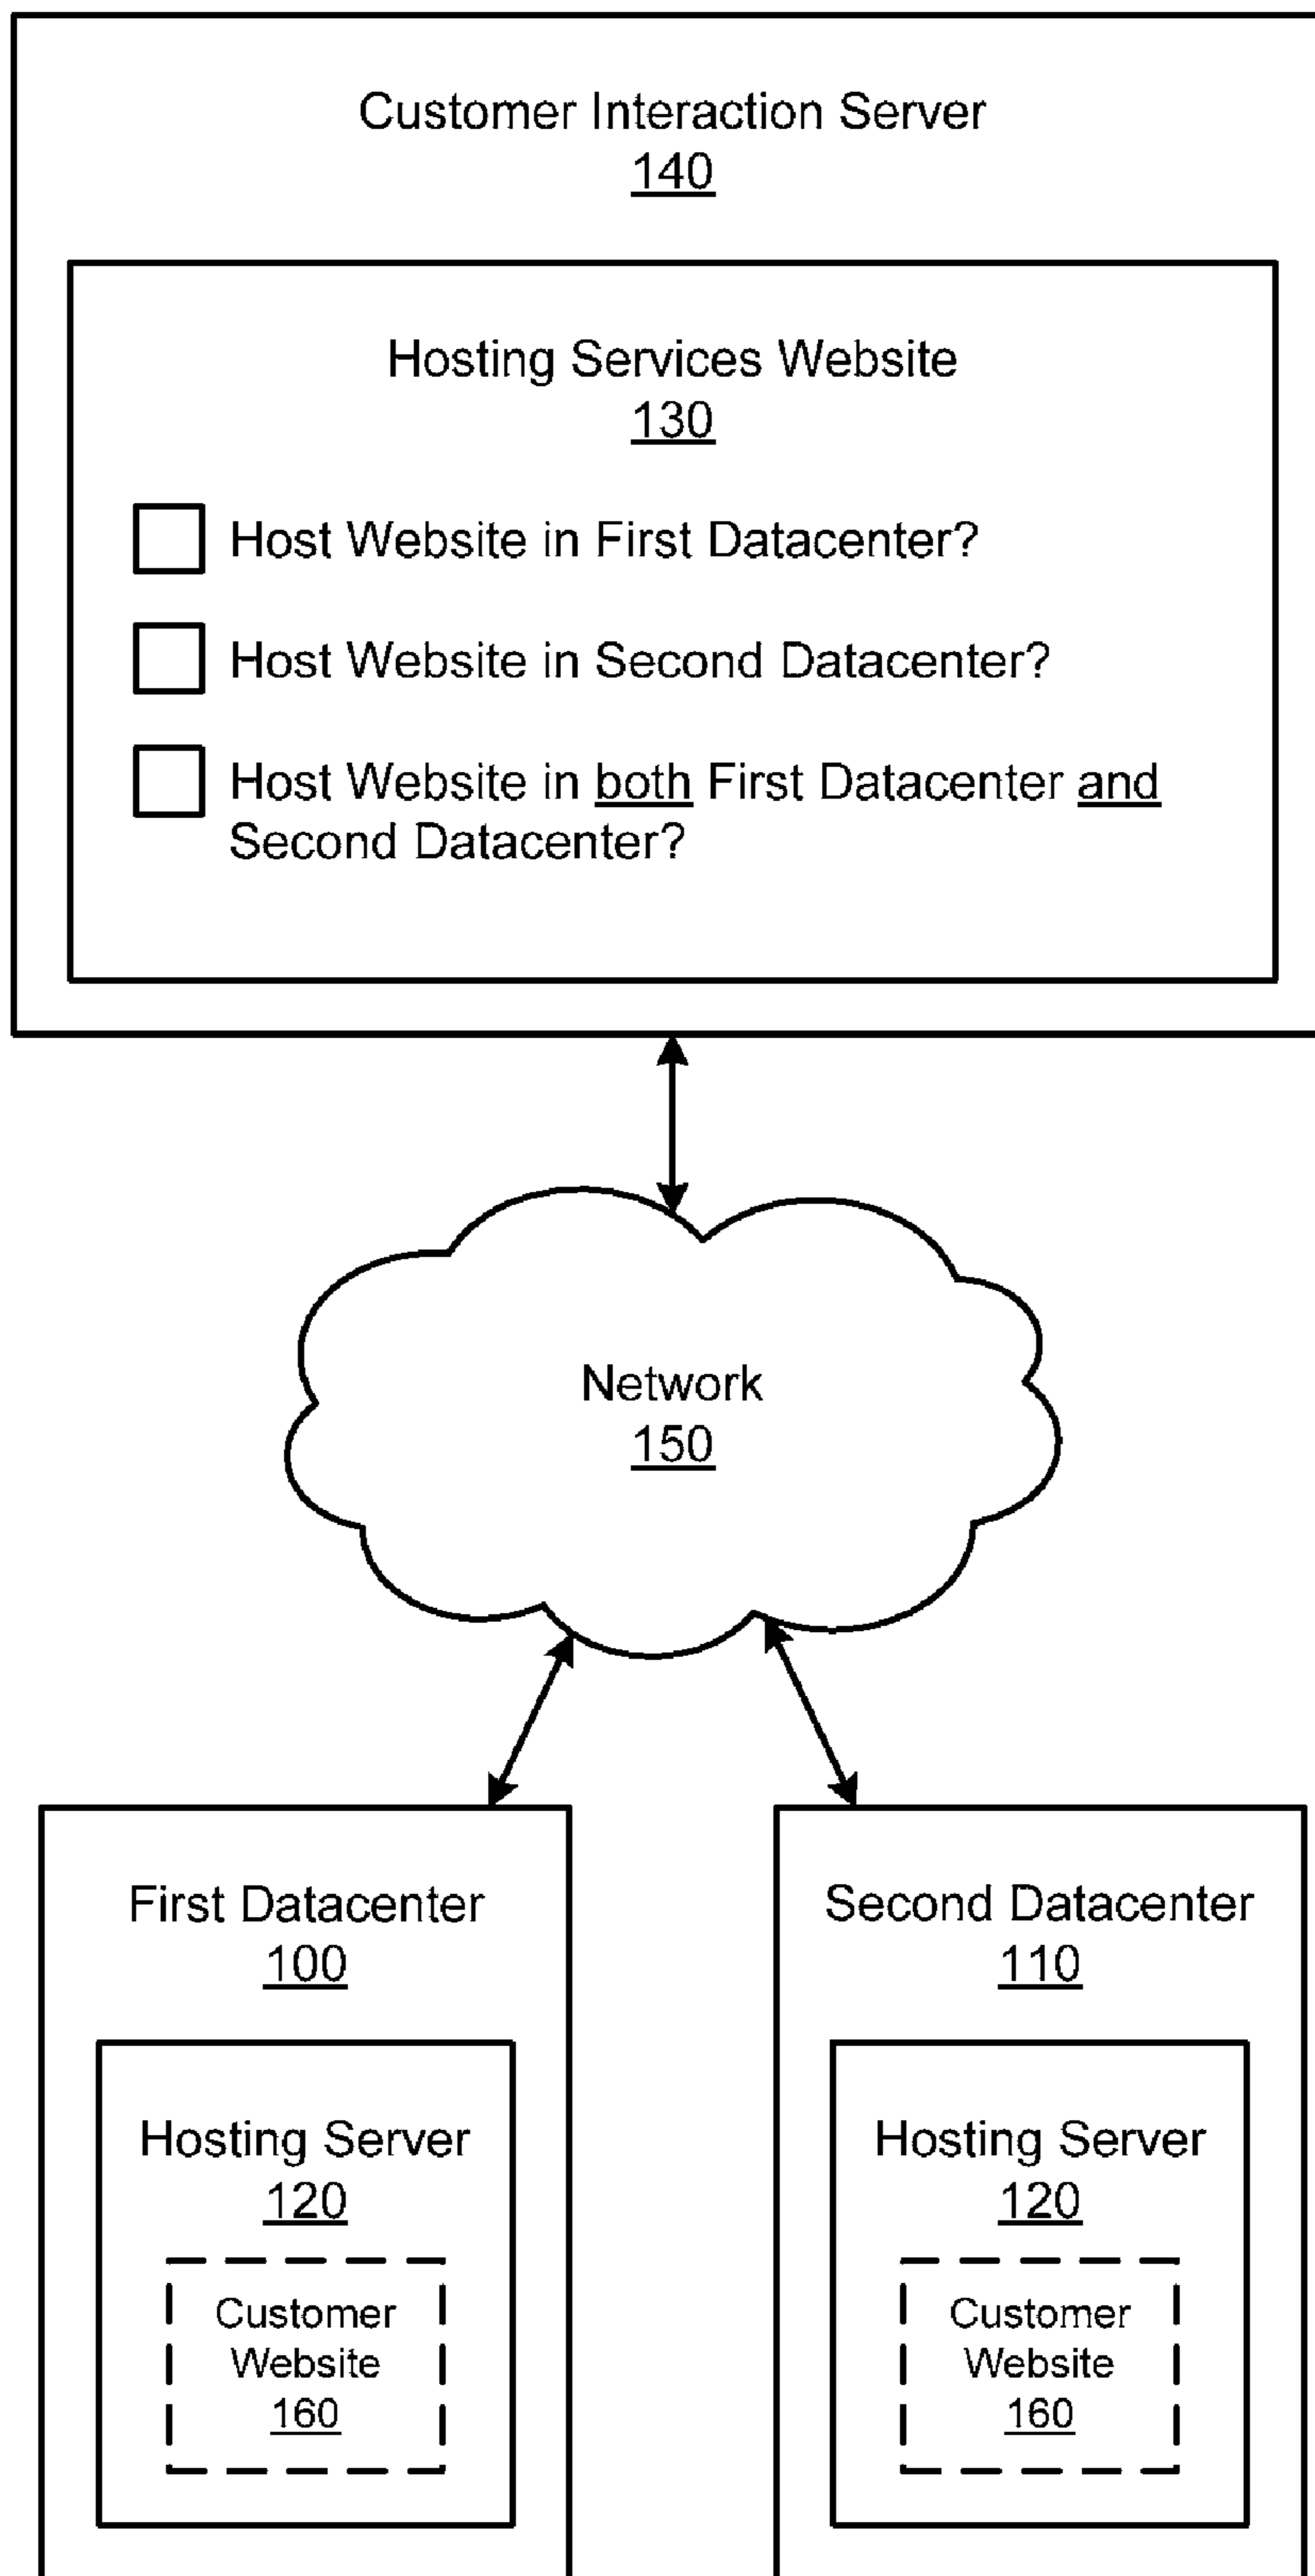 Customer Interaction Server
140
Hosting Services Website
130
Host Website in First Datacenter?
Host Website in Second Datacenter?
Host Website in both First Datacenter and
Second Datacenter?
Network
150
First Datacenter
100
Hosting Server
120
Customer
Website
160
Second Datacenter
110
Hosting Server
120
Customer
Website
160